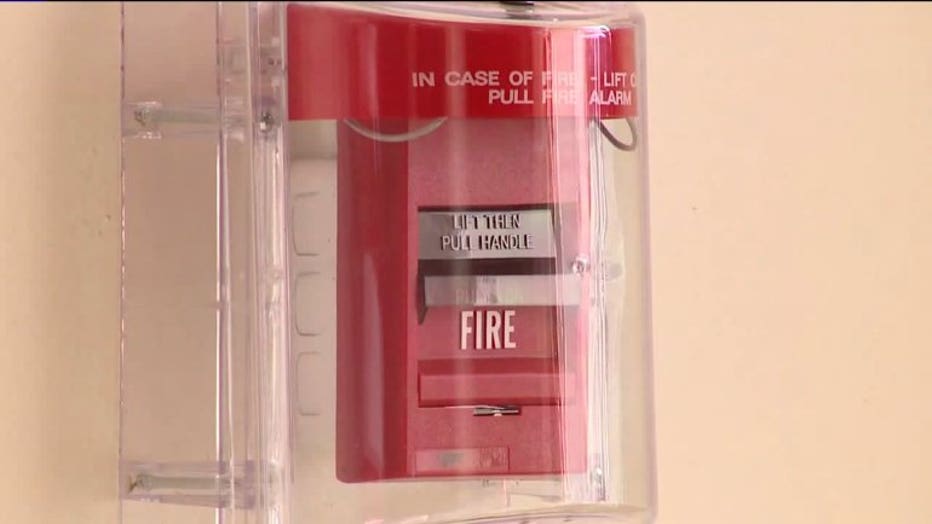 IN CASE OF FIRE - LIFT
PULL FIRE ALARM
LIFT THEN
PULL HANDLE
FIRE